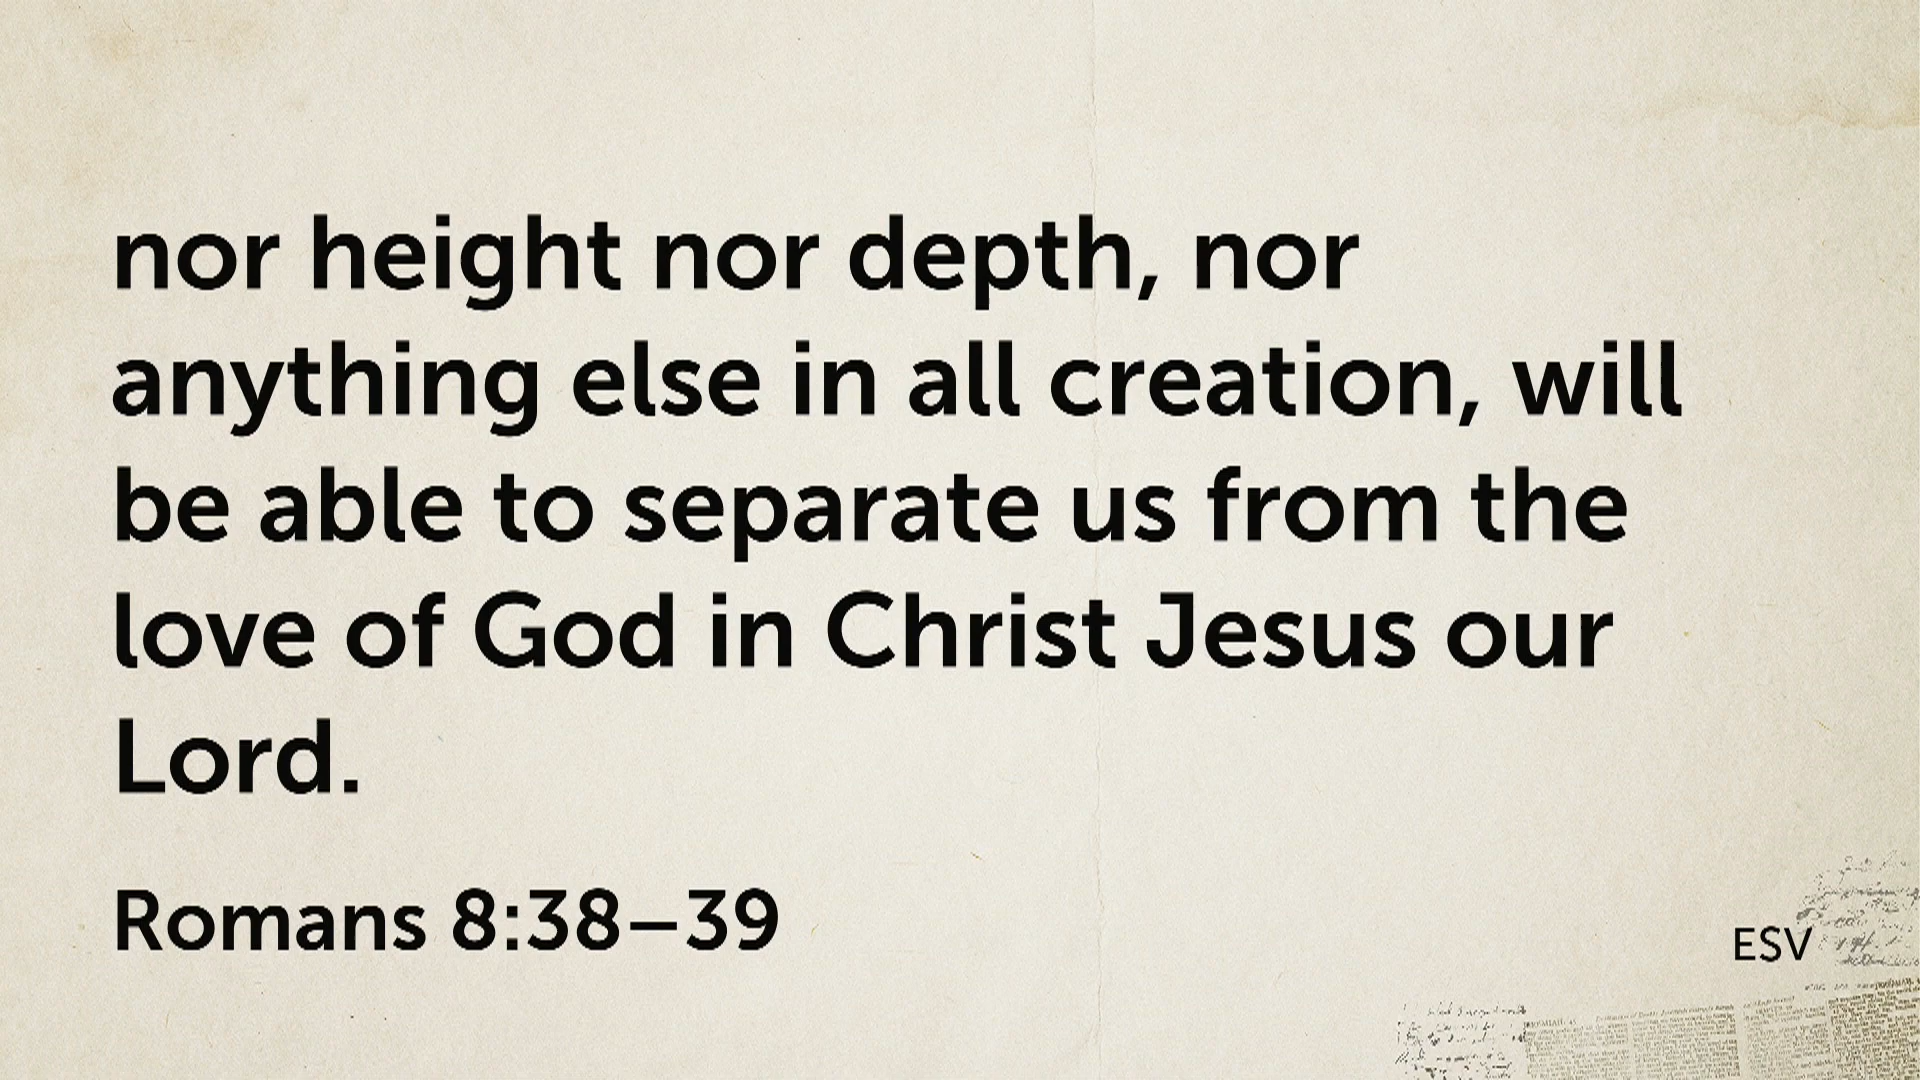 nor height nor depth, nor
anything else in all creation, will
be able to separate us from the
love of God in Christ Jesus our
Lord.
Romans 8:38–39
ESV